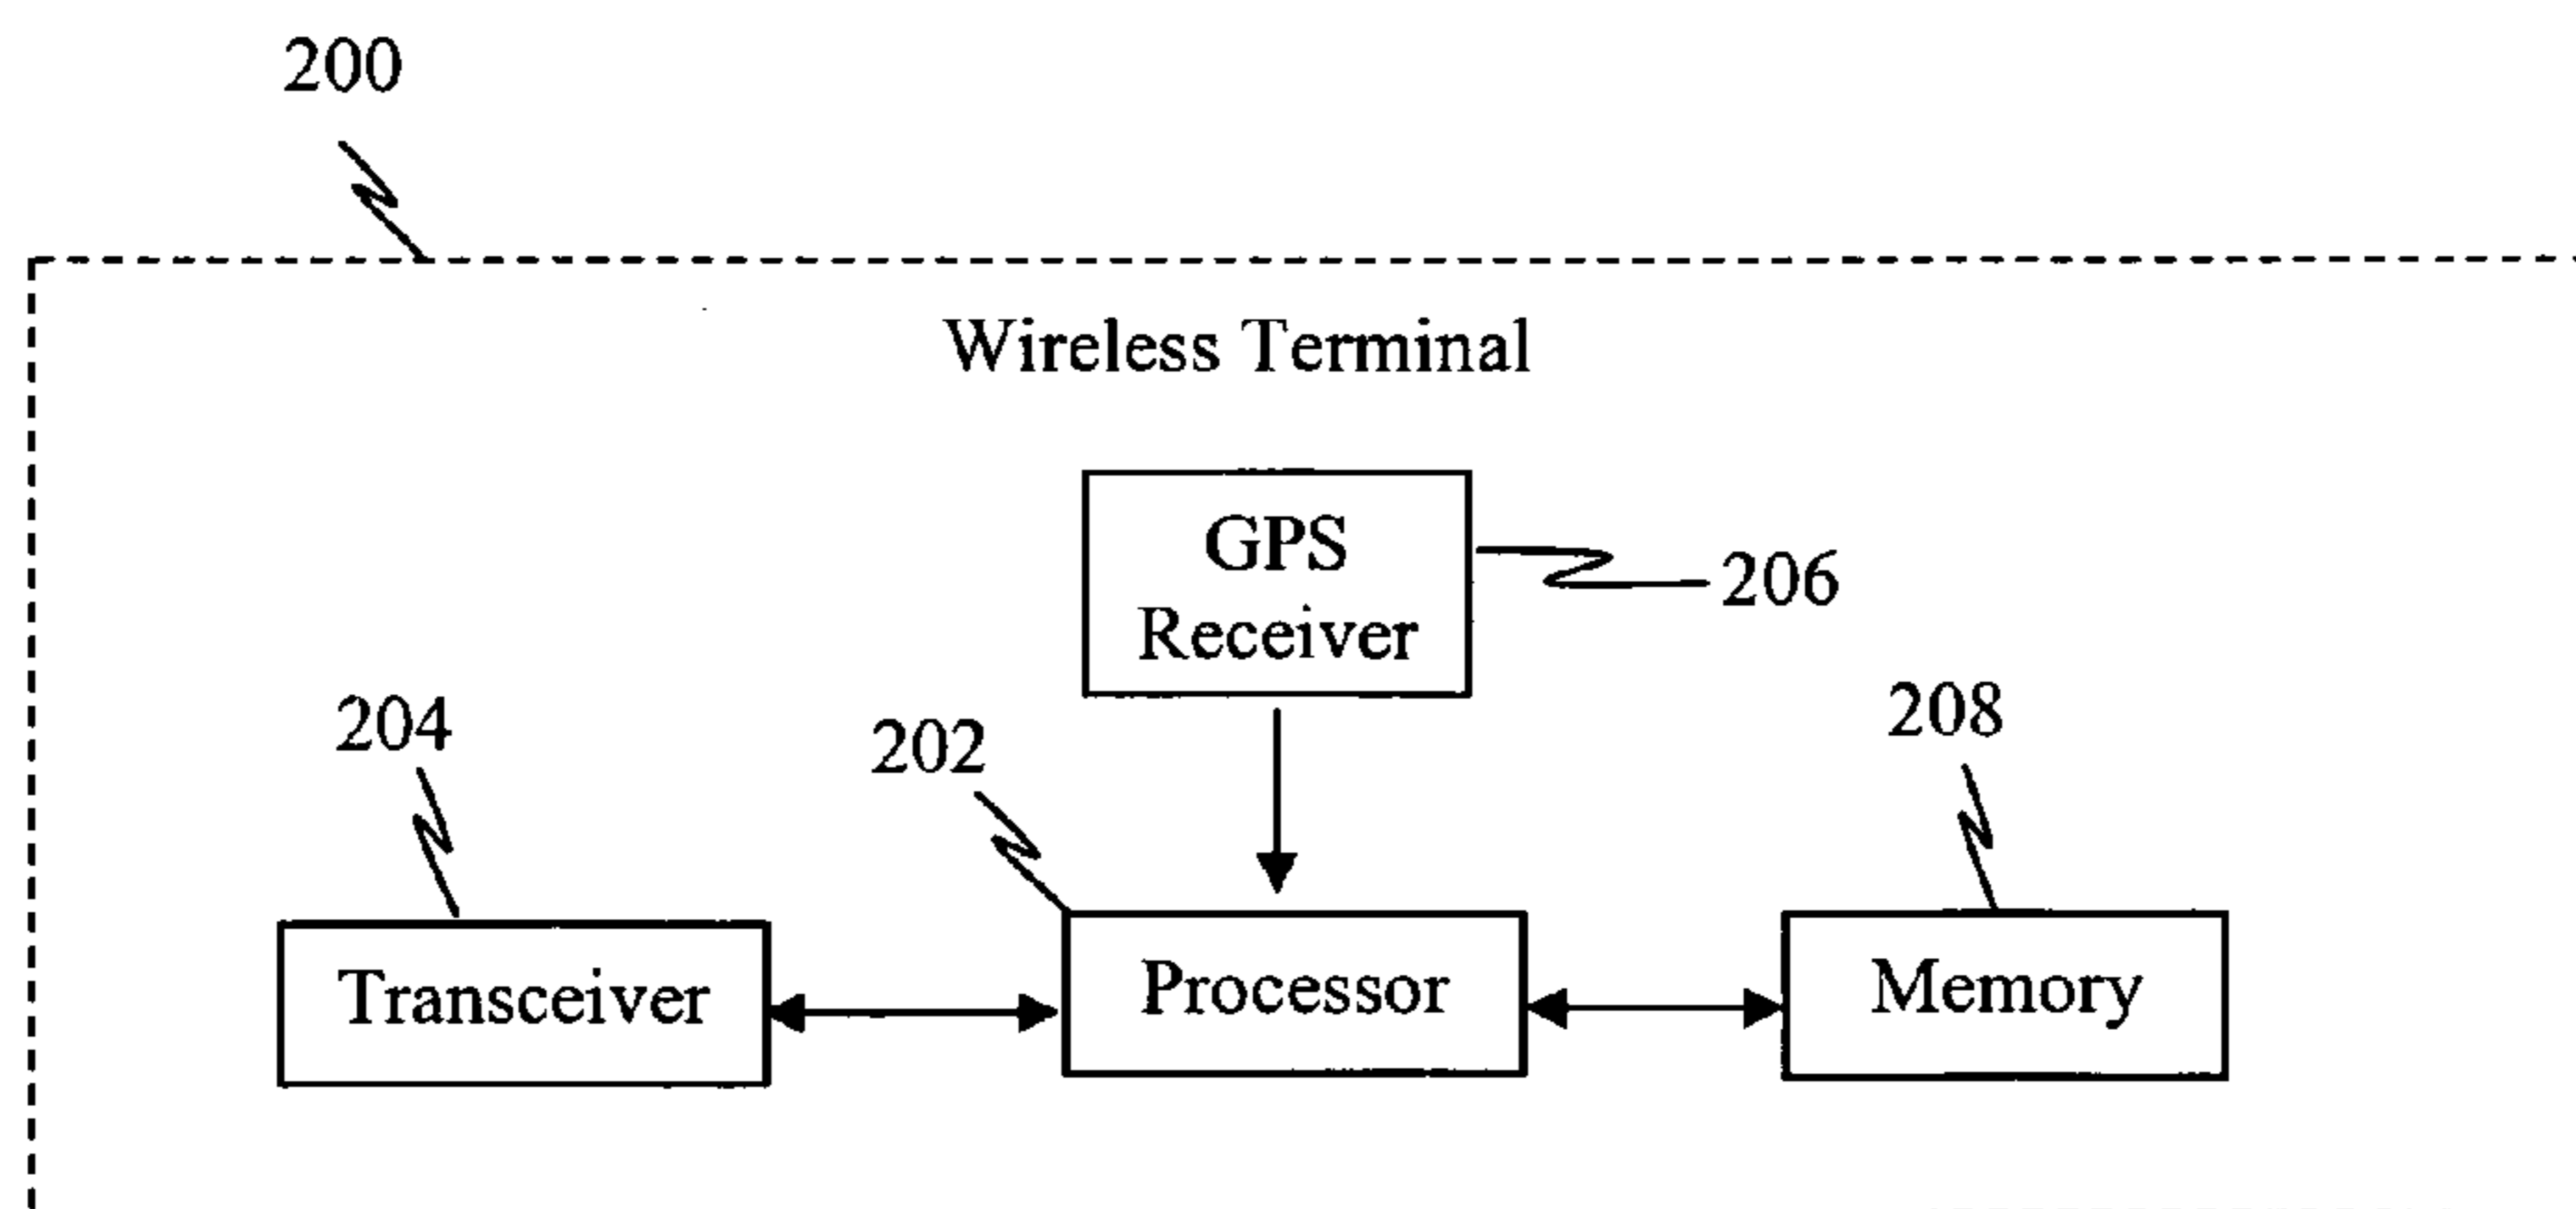 200
Wireless Terminal
GPS
Receiver
206
204
202
208
Transceiver
Processor
Memory